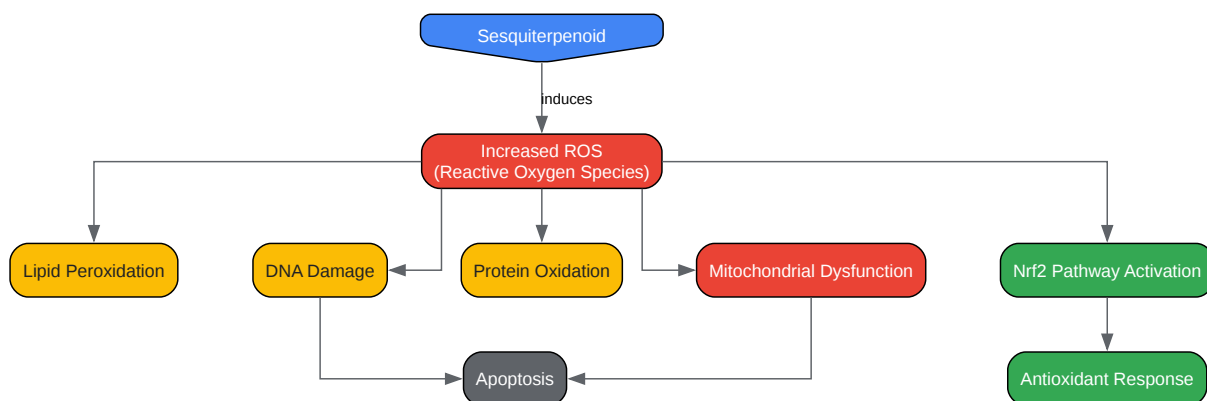 Sesquiterpenoid
induces
Increased ROS
(Reactive Oxygen Species)
Lipid Peroxidation
DNA Damage
Protein Oxidation
Mitochondrial Dysfunction
Nrf2 Pathway Activation
Apoptosis
Antioxidant Response